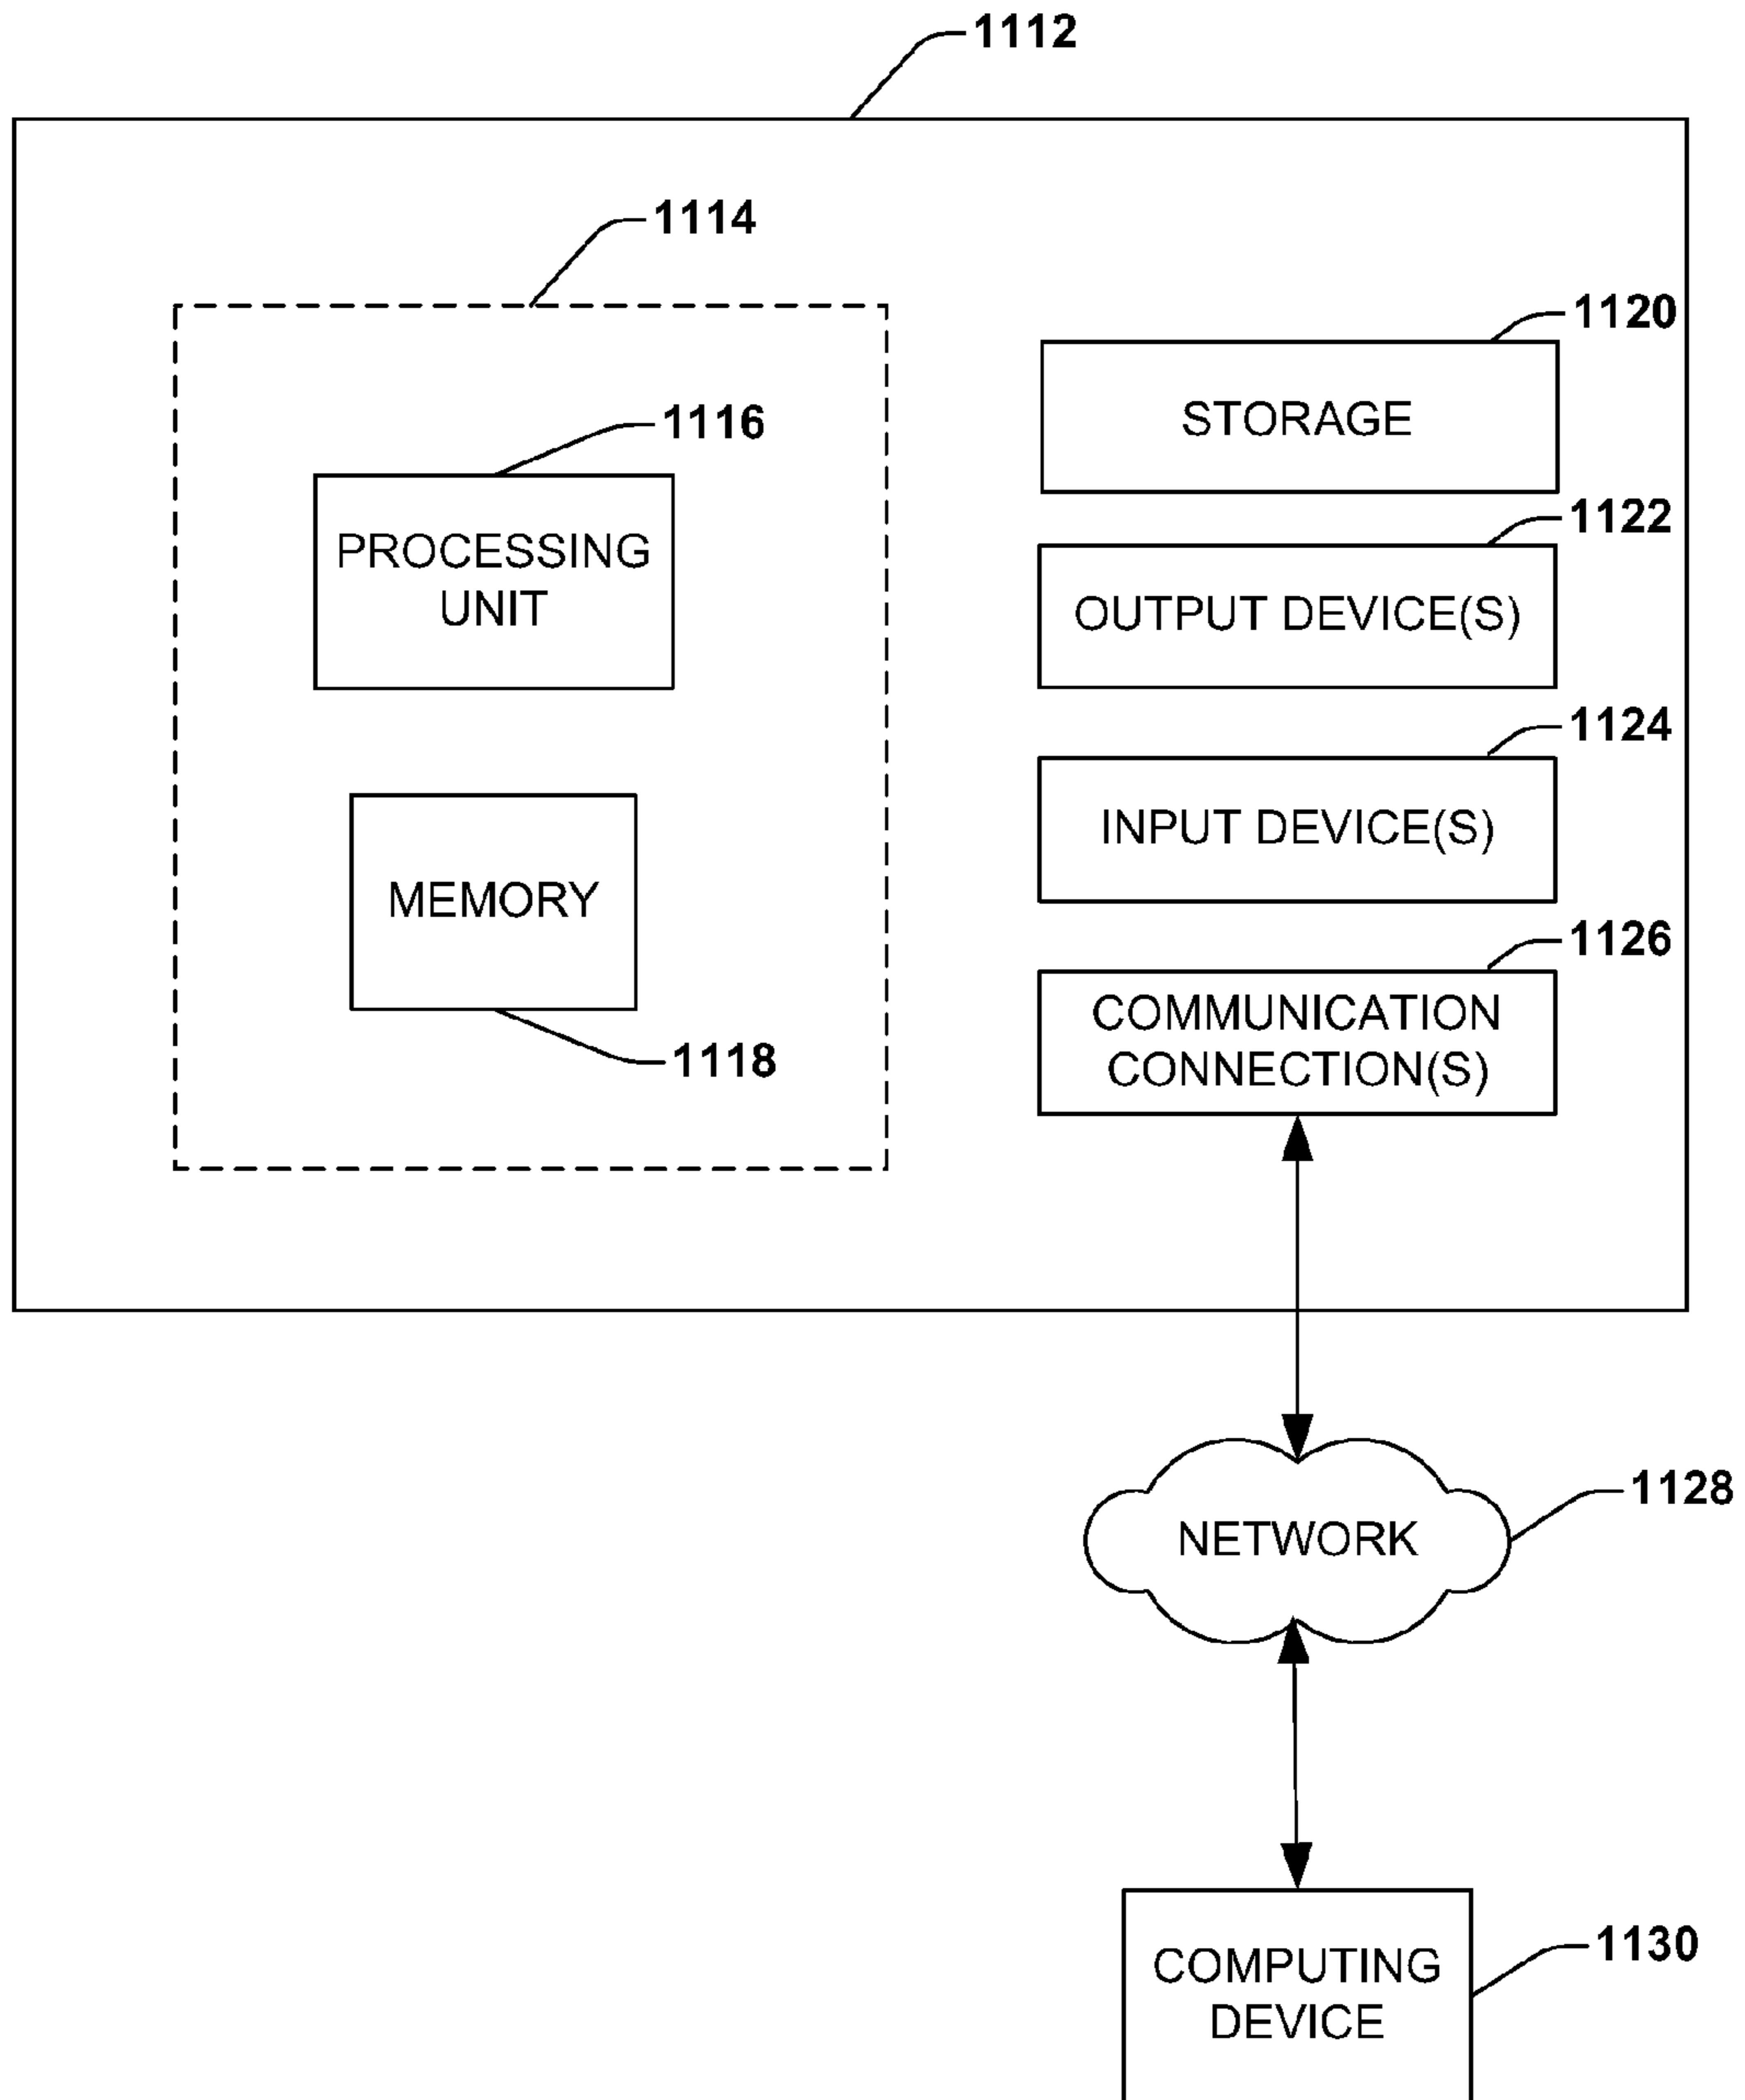 1112
1114
1116
PROCESSING
UNIT
MEMORY
1118
1120
STORAGE
1122
OUTPUT DEVICE(S)
1124
INPUT DEVICE(S)
1126
COMMUNICATION
CONNECTION(S)
1128
NETWORK
1130
COMPUTING
DEVICE